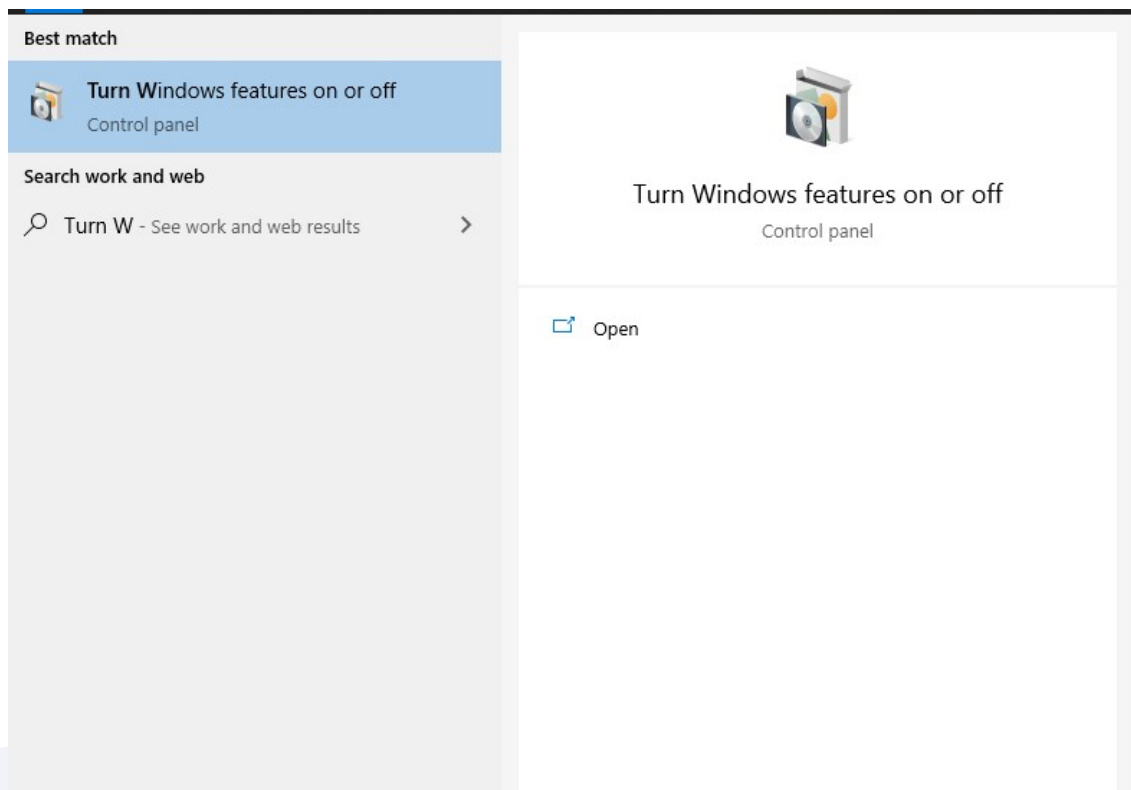 Best match
Turn Windows features on or off
Control panel
Search work and web
Turn W - See work and web results
Turn Windows features on or off
Control panel
Open